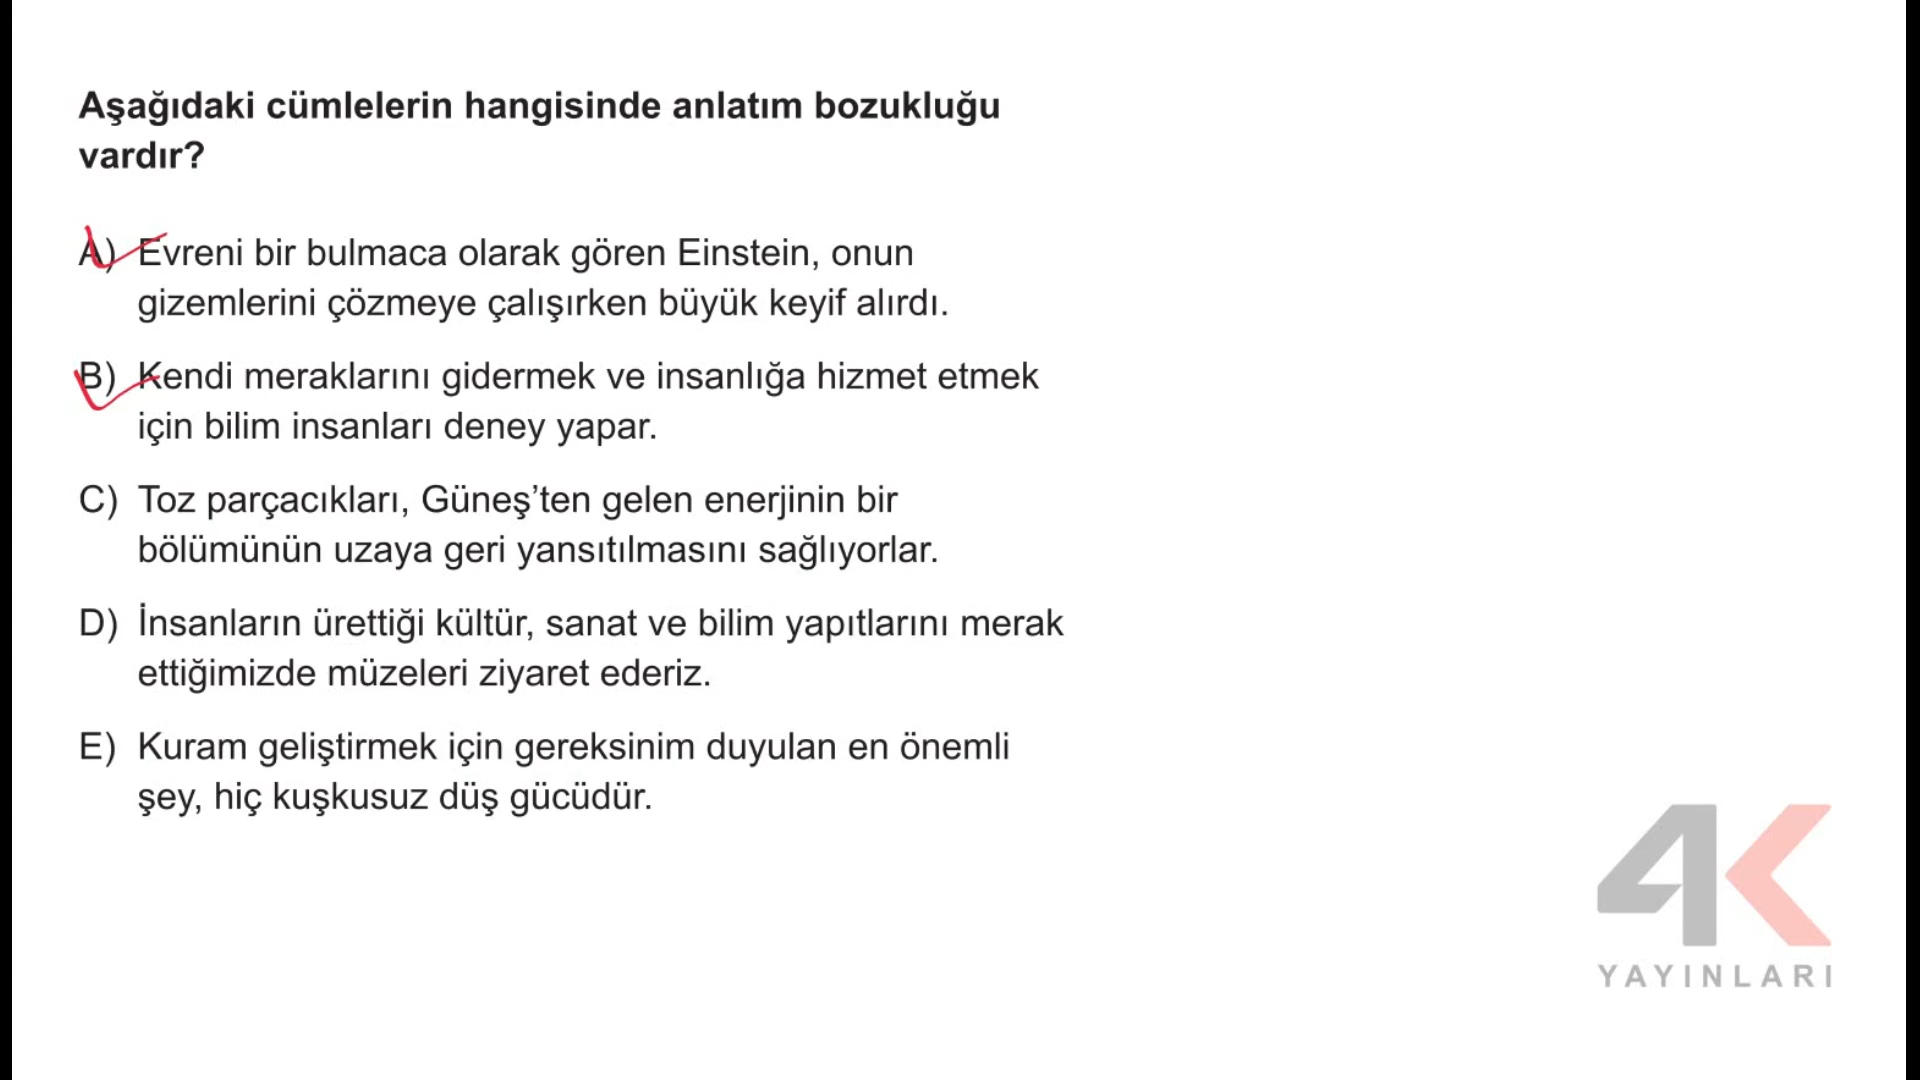 Aşağıdaki cümlelerin hangisinde anlatım bozukluğu
vardır?
A) Evreni bir bulmaca olarak gören Einstein, onun
gizemlerini çözmeye çalışırken büyük keyif alırdı.
B) Kendi meraklarını gidermek ve insanlığa hizmet etmek
için bilim insanları deney yapar.
C) Toz parçacıkları, Güneş’ten gelen enerjinin bir
bölümünün uzaya geri yansıtılmasını sağlıyorlar.
D) İnsanların ürettiği kültür, sanat ve bilim yapıtlarını merak
ettiğimizde müzeleri ziyaret ederiz.
E) Kuram geliştirmek için gereksinim duyulan en önemli
şey, hiç kuşkusuz düş gücüdür.
4K
YAYINLARI